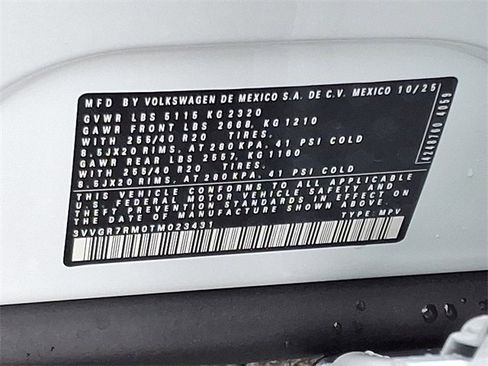 MFD BY VOLKSWAGEN DE MEXICO S.A. DE C.V. MEXICO 10/25
GVWR LBS 5115 KG 2320
GAWR FRONT LBS 2668, KG 1210
WITH 255/40 R20 TIRES.
8.5JX20 RIMS. AT 280 KPA. 41 PSI COLD
GAWR REAR LBS 2557, KG 1160
WITH 255/40 R20 TIRES.
8.5JX20 RIMS. AT 280 KPA. 41 PSI COLD
THIS VEHICLE CONFORMS TO ALL APPLICABLE
U.S. FEDERAL MOTOR VEHICLE SAFETY AND
THEFT PREVENTION STANDARDS IN EFFECT ON
THE DATE OF MANUFACTURE SHOWN ABOVE.
3VVGR7RM0TM023431 TYPE: MPV